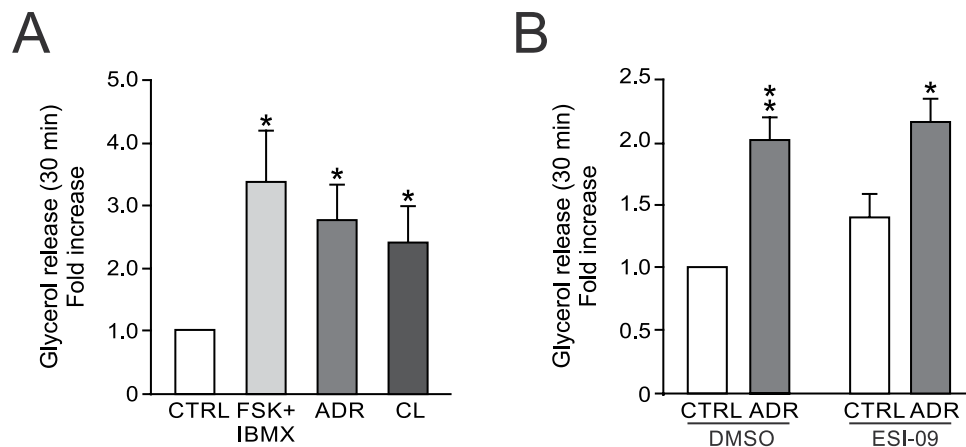 A
Glycerol release (30 min)
Fold increase
5.0
4.0
3.0
2.0
1.0
0
*
*
*
CTRL FSK+ ADR CL
IBMX
B
Glycerol release (30 min)
Fold increase
2.5
2.0
1.5
1.0
0.5
0
**
*
CTRL ADR CTRL ADR
DMSO ESI-09